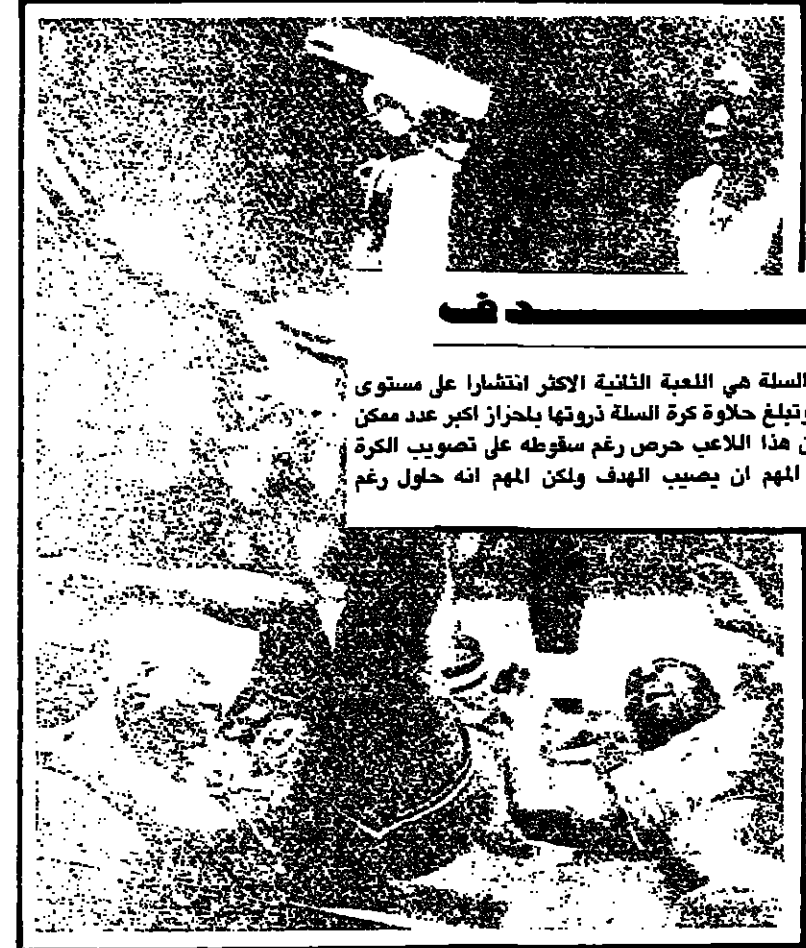 دف
السلة هي اللعبة الثانية الاكثر انتشارا على مستوى
وتبلغ حلاوة كرة السلة ذروتها باحراز اكبر عدد ممكن
هذا اللاعب حرص رغم سقوطه على تصويب الكرة
المهم ان يصيب الهدف ولكن المهم انه حاول رغم